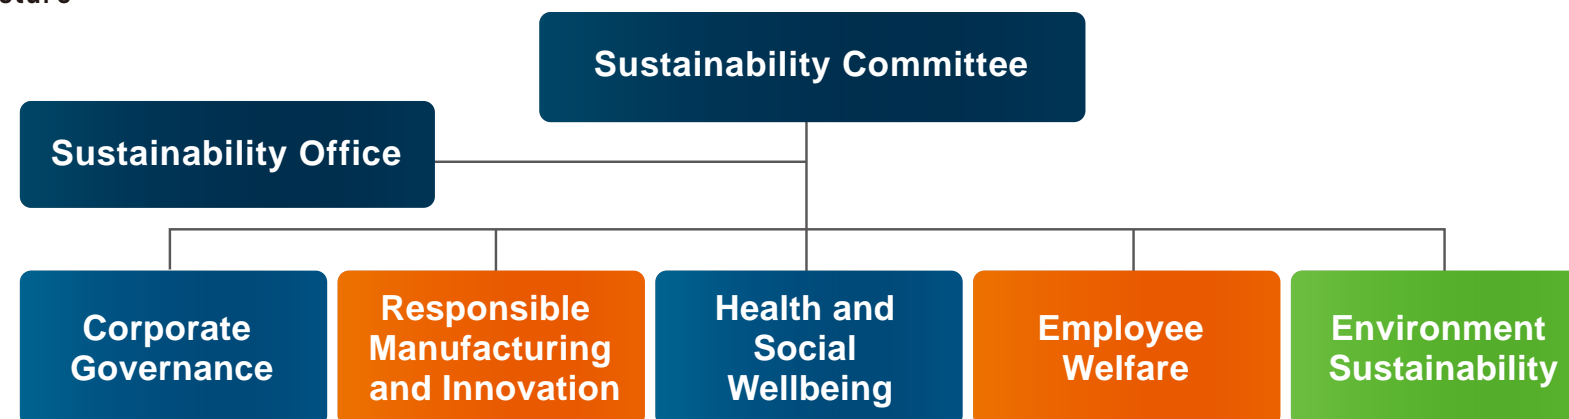 Sustainability Committee
Sustainability Office
Corporate
Governance
Responsible
Manufacturing
and Innovation
Health and
Social
Wellbeing
Employee
Welfare
Environment
Sustainability